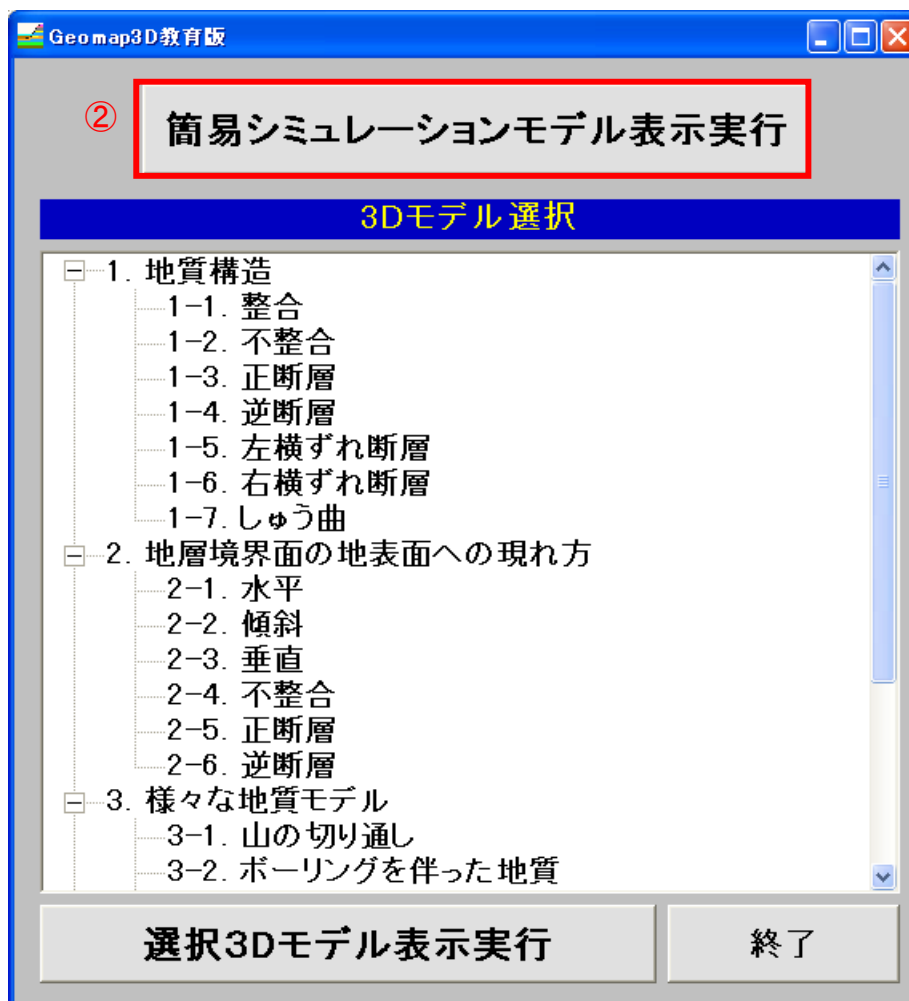 Geomap3D教育版
②
簡易シミュレーションモデル表示実行
3Dモデル選択
1. 地質構造
1-1. 整合
1-2. 不整合
1-3. 正断層
1-4. 逆断層
1-5. 左横ずれ断層
1-6. 右横ずれ断層
1-7. しゅう曲
2. 地層境界面の地表面への現れ方
2-1. 水平
2-2. 傾斜
2-3. 垂直
2-4. 不整合
2-5. 正断層
2-6. 逆断層
3. 様々な地質モデル
3-1. 山の切り通し
3-2. ボーリングを伴った地質
選択3Dモデル表示実行
終了